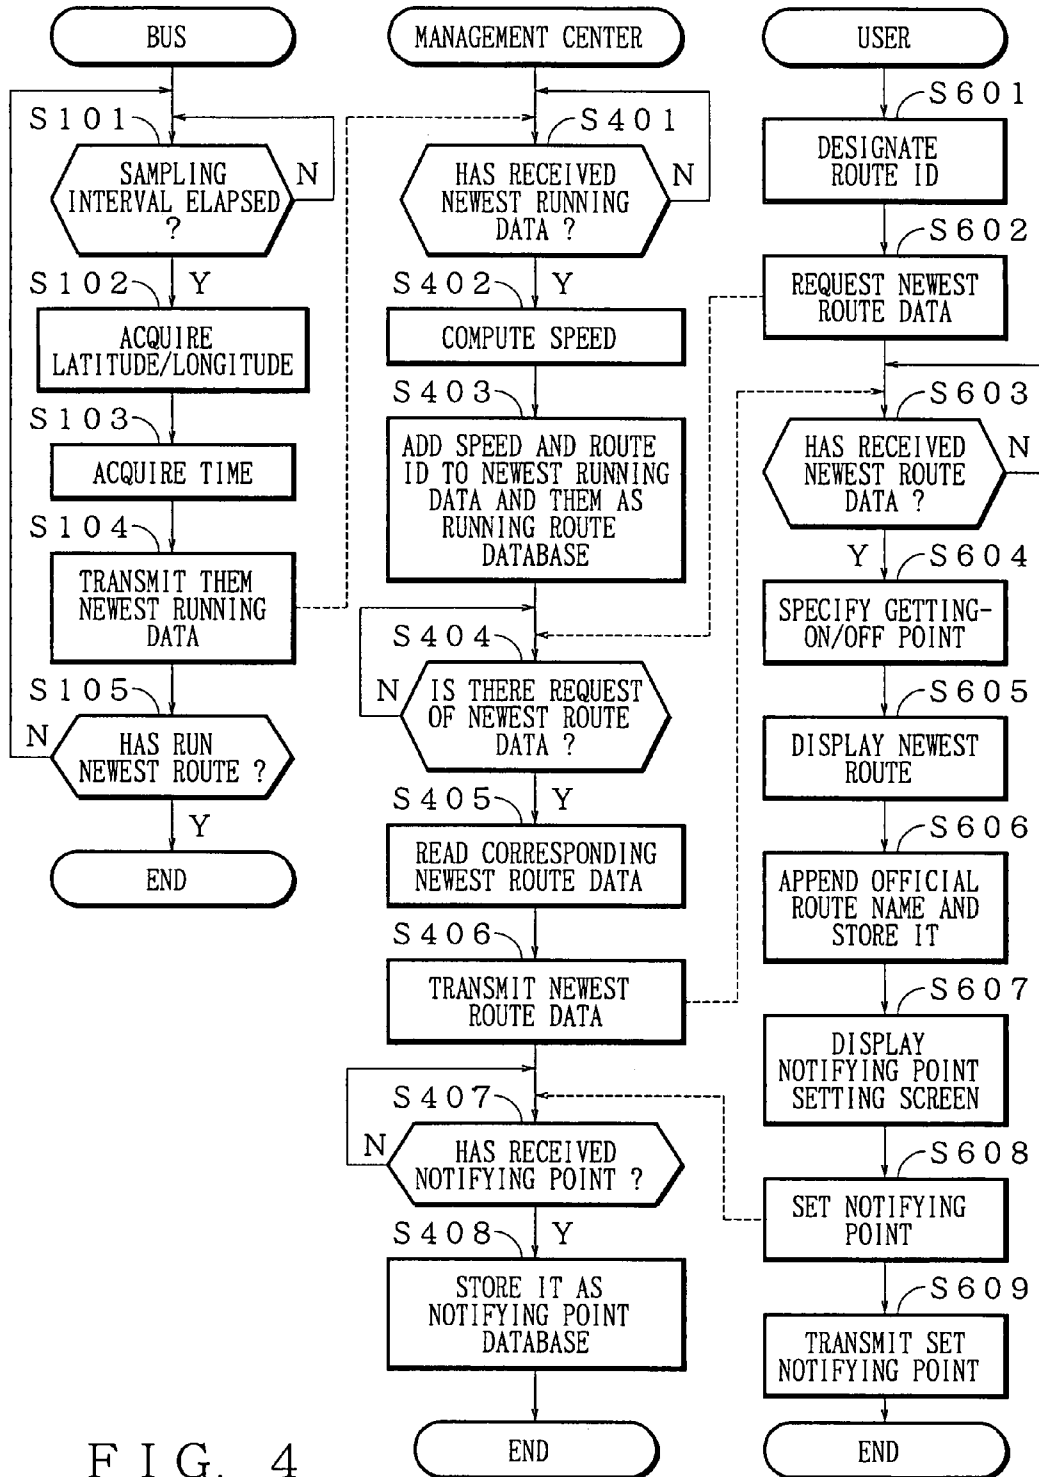 BUS
S101
SAMPLING
INTERVAL ELAPSED
?
N
Y
S102
ACQUIRE
LATITUDE/LONGITUDE
S103
ACQUIRE TIME
S104
TRANSMIT THEM
NEWEST RUNNING
DATA
S105
N
HAS RUN
NEWEST ROUTE ?
Y
END
MANAGEMENT CENTER
S401
HAS RECEIVED
NEWEST RUNNING
DATA ?
N
Y
S402
COMPUTE SPEED
S403
ADD SPEED AND ROUTE
ID TO NEWEST RUNNING
DATA AND THEM AS
RUNNING ROUTE
DATABASE
S404
N
IS THERE REQUEST
OF NEWEST ROUTE
DATA ?
Y
S405
READ CORRESPONDING
NEWEST ROUTE DATA
S406
TRANSMIT NEWEST
ROUTE DATA
S407
N
HAS RECEIVED
NOTIFYING POINT ?
Y
S408
STORE IT AS
NOTIFYING POINT
DATABASE
END
USER
S601
DESIGNATE
ROUTE ID
S602
REQUEST NEWEST
ROUTE DATA
S603
HAS RECEIVED
NEWEST ROUTE
DATA ?
N
Y
S604
SPECIFY GETTING-
ON/OFF POINT
S605
DISPLAY NEWEST
ROUTE
S606
APPEND OFFICIAL
ROUTE NAME AND
STORE IT
S607
DISPLAY
NOTIFYING POINT
SETTING SCREEN
S608
SET NOTIFYING
POINT
S609
TRANSMIT SET
NOTIFYING POINT
END
FIG. 4